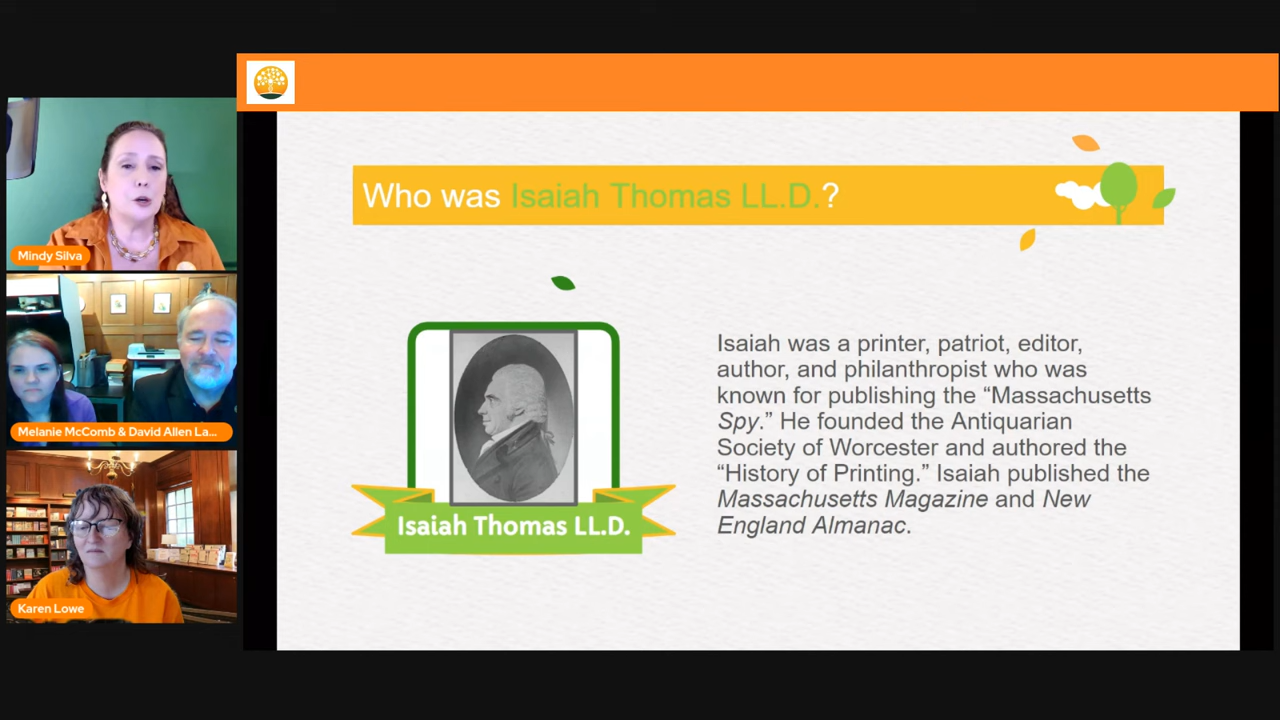 Who was Isaiah Thomas LL.D.?
Mindy Silva
Melanie McComb & David Allen La...
Karen Lowe
Isaiah Thomas LL.D.
Isaiah was a printer, patriot, editor,
author, and philanthropist who was
known for publishing the “Massachusetts
Spy.” He founded the Antiquarian
Society of Worcester and authored the
“History of Printing.” Isaiah published the
Massachusetts Magazine and New
England Almanac.